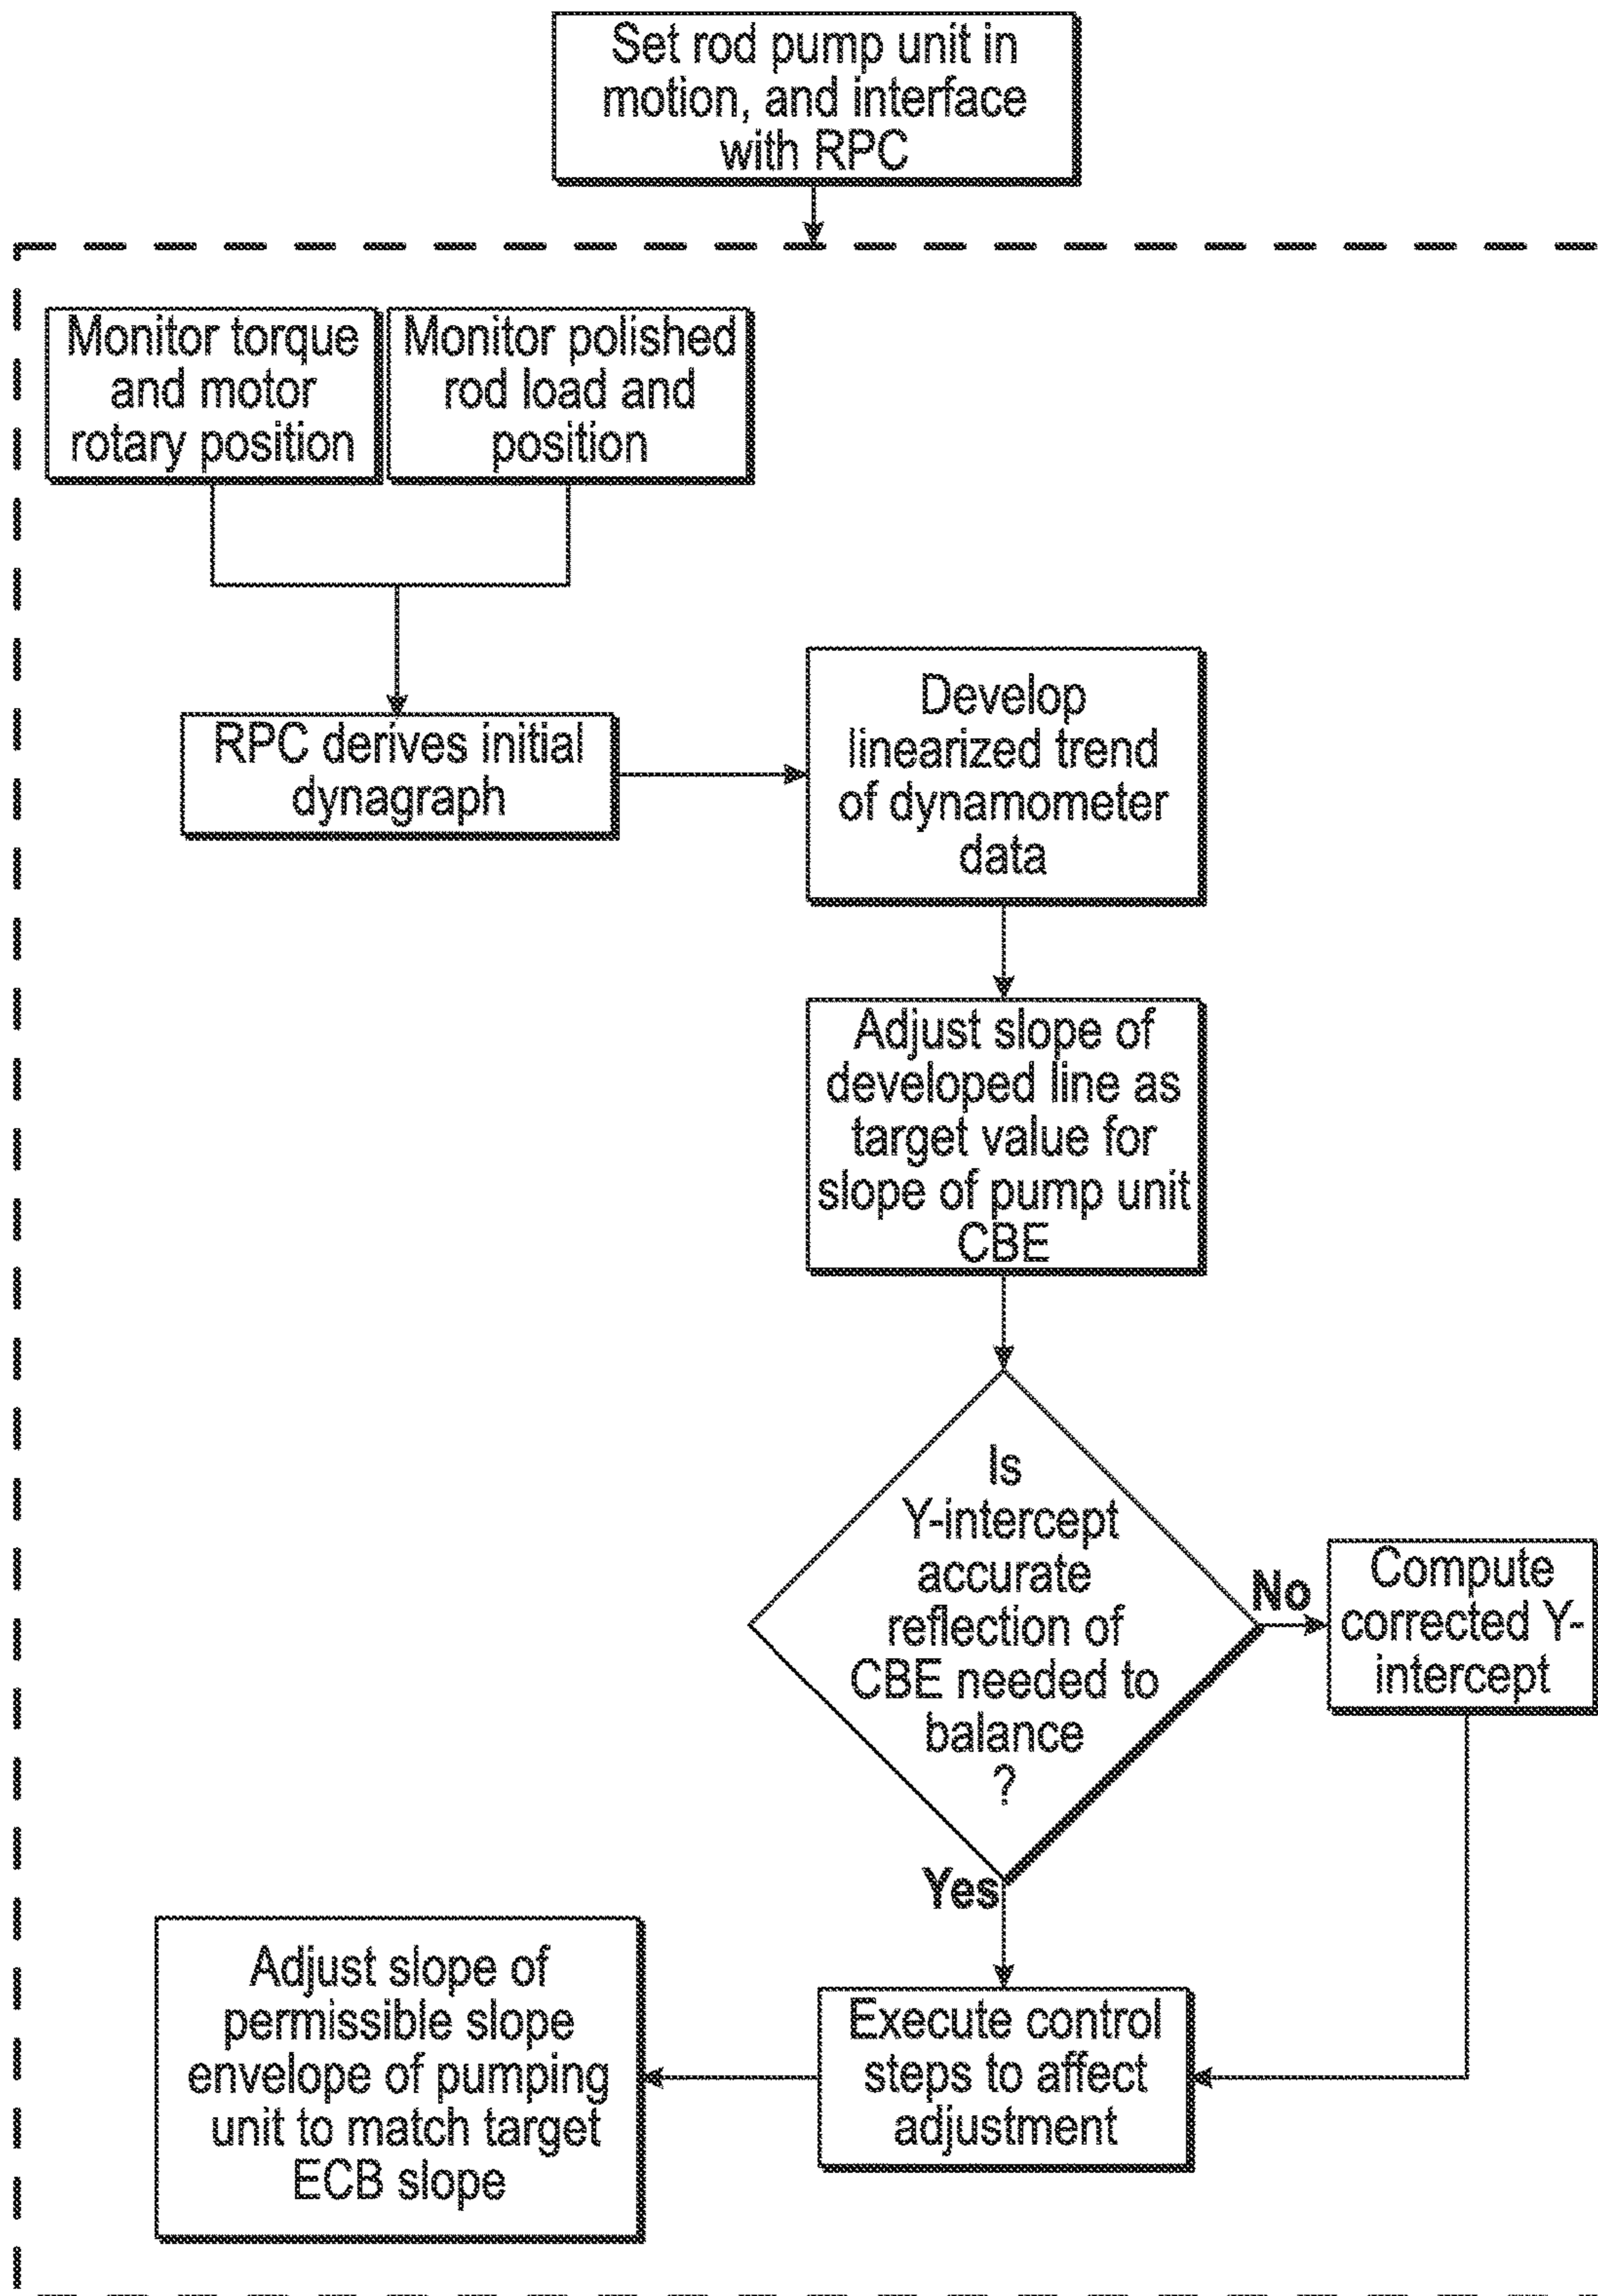 Set rod pump unit in
motion, and interface
with RPC
Monitor torque
and motor
rotary position
Monitor polished
rod load and
position
RPC derives initial
dynagraph
Develop
linearized trend
of dynamometer
data
Adjust slope of
developed line as
target value for
slope of pump unit
CBE
Is
Y-intercept
accurate
reflection of
CBE needed to
balance
?
No
Compute
corrected Y-
intercept
Yes
Execute control
steps to affect
adjustment
Adjust slope of
permissible slope
envelope of pumping
unit to match target
ECB slope